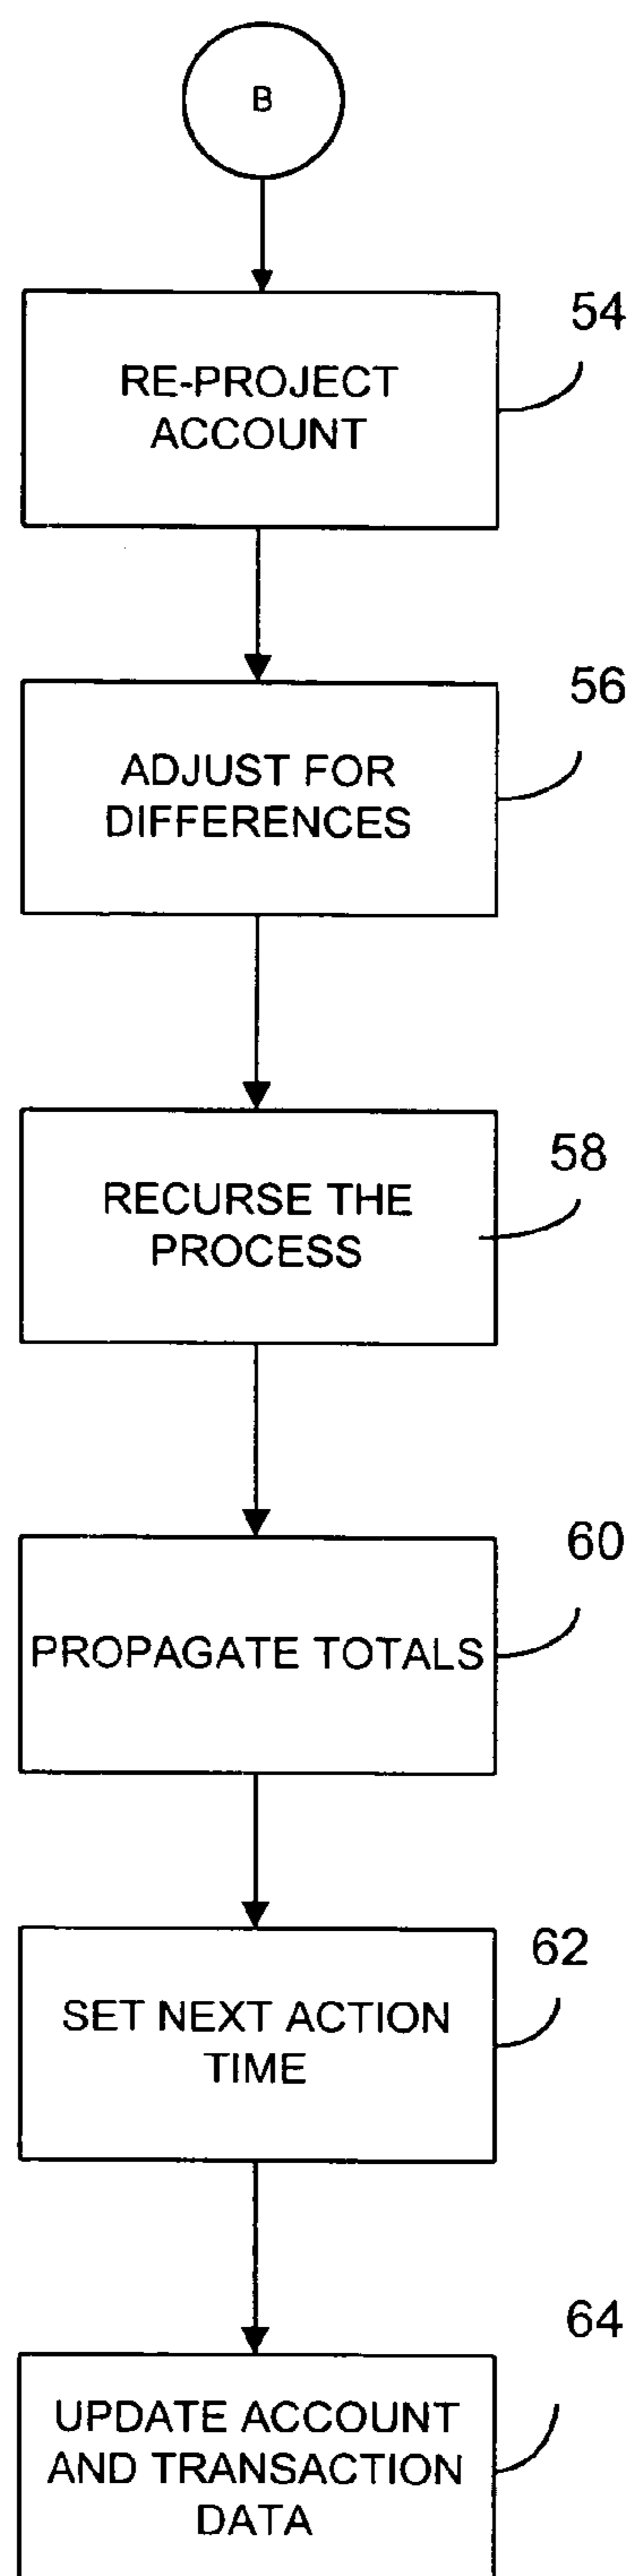 B
54
RE-PROJECT
ACCOUNT
56
ADJUST FOR
DIFFERENCES
58
RECURSE THE
PROCESS
60
PROPAGATE TOTALS
62
SET NEXT ACTION
TIME
64
UPDATE ACCOUNT
AND TRANSACTION
DATA